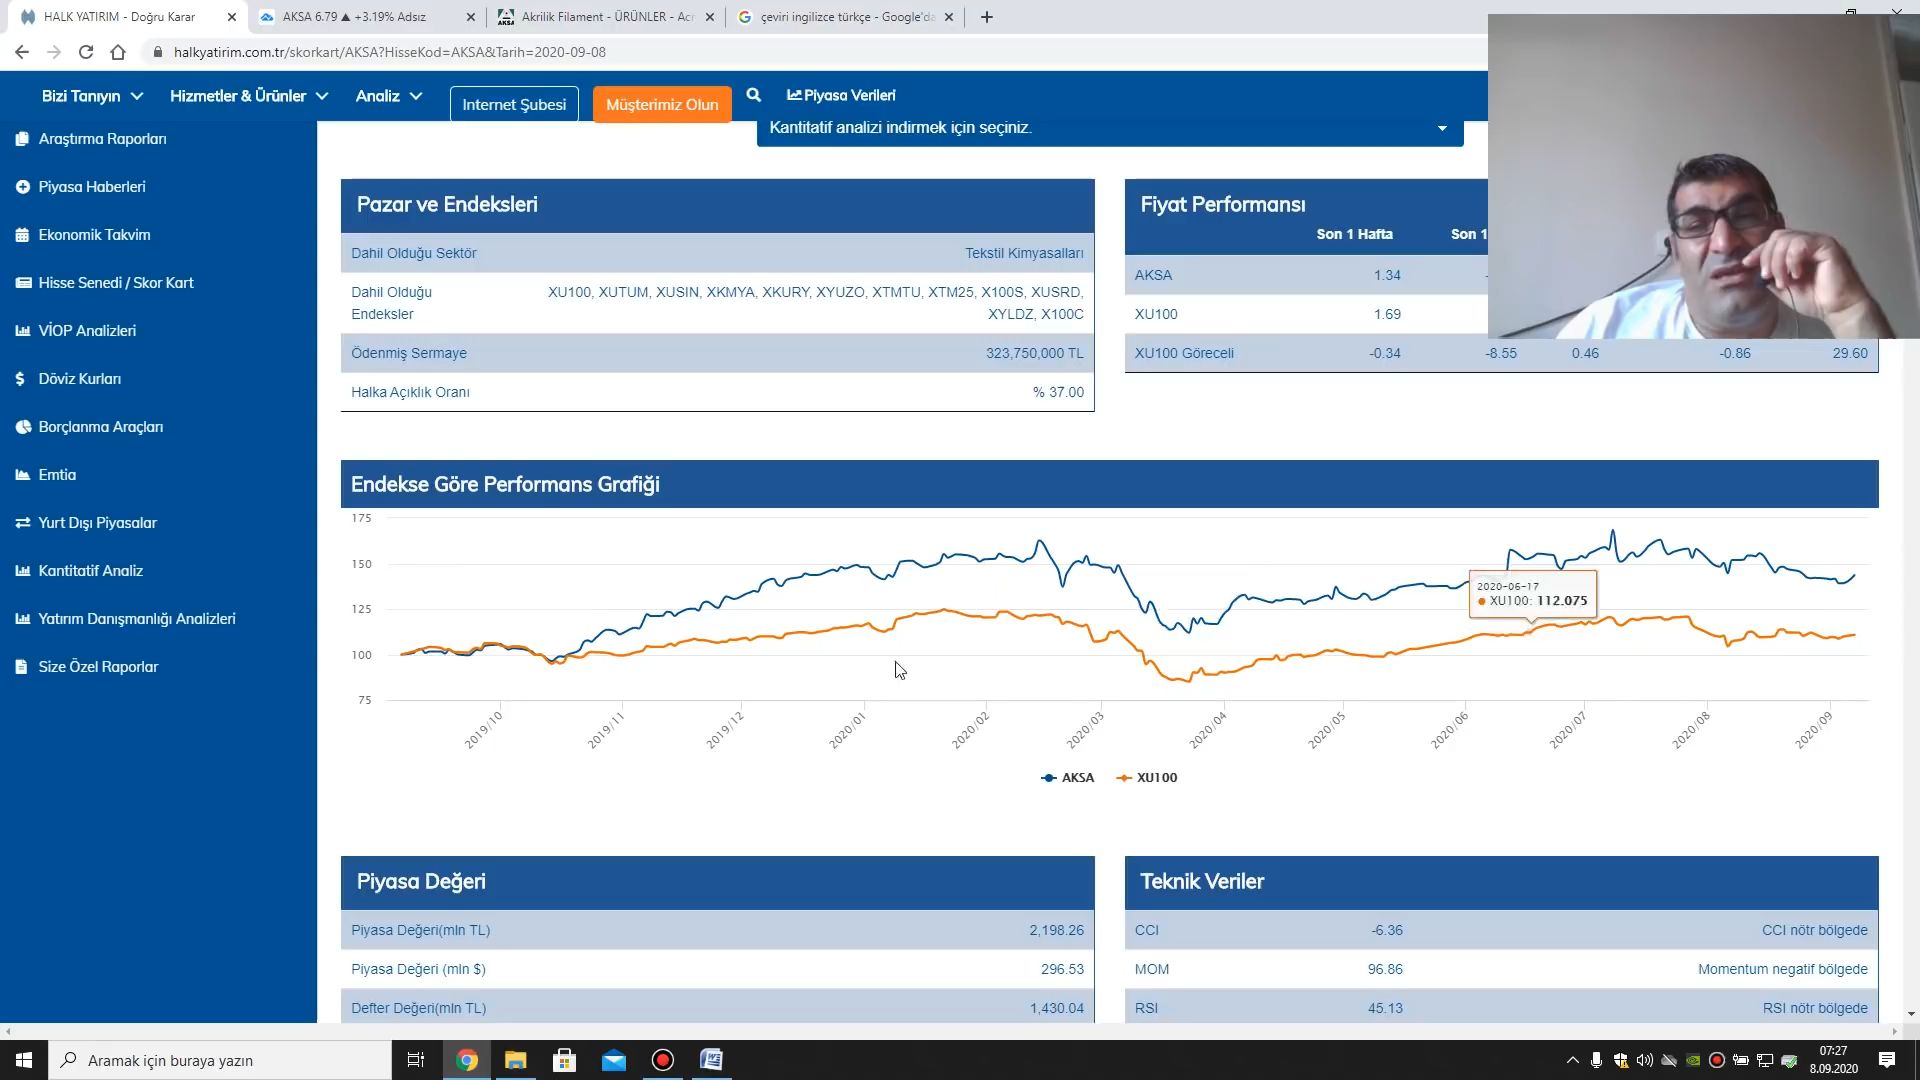 HALK YATIRIM - Doğru Karar
AKSA 6.79 ▲ +3.19% Adsız
Akrilik Filament - ÜRÜNLER - Acr
çeviri ingilizce türkçe - Google'da
halkyatirim.com.tr/skorkart/AKSA?HisseKod=AKSA&Tarih=2020-09-08
Bizi Tanıyın
Hizmetler & Ürünler
Analiz
Internet Şubesi
Müşterimiz Olun
Piyasa Verileri
Araştırma Raporları
Piyasa Haberleri
Ekonomik Takvim
Hisse Senedi / Skor Kart
VİOP Analizleri
Döviz Kurları
Borçlanma Araçları
Emtia
Yurt Dışı Piyasalar
Kantitatif Analiz
Yatırım Danışmanlığı Analizleri
Size Özel Raporlar
Kantitatif analizi indirmek için seçiniz.
Pazar ve Endeksleri
Dahil Olduğu Sektör Tekstil Kimyasalları
Dahil Olduğu XU100, XUTUM, XUSIN, XKMYA, XKURY, XYUZO, XTMTU, XTM25, X100S, XUSRD,
Endeksler XYLDZ, X100C
Ödenmiş Sermaye 323,750,000 TL
Halka Açıklık Oranı % 37.00
Fiyat Performansı
Son 1 Hafta Son 1
AKSA 1.34 -
XU100 1.69
XU100 Göreceli -0.34 -8.55 0.46 -0.86 29.60
Endekse Göre Performans Grafiği
175
150
125
100
75
2020-06-17
XU100: 112.075
2019/10 2019/11 2019/12 2020/01 2020/02 2020/03 2020/04 2020/05 2020/06 2020/07 2020/08 2020/09
AKSA XU100
Piyasa Değeri
Piyasa Değeri(mln TL) 2,198.26
Piyasa Değeri (mln $) 296.53
Defter Değeri(mln TL) 1,430.04
Teknik Veriler
CCI -6.36 CCI nötr bölgede
MOM 96.86 Momentum negatif bölgede
RSI 45.13 RSI nötr bölgede
Aramak için buraya yazın
07:27
8.09.2020